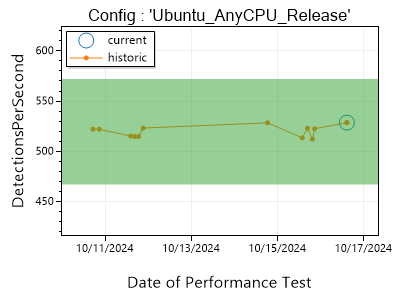 Config : 'Ubuntu_AnyCPU_Release'
current
historic
600
550
500
450
DetectionsPerSecond
10/11/2024
10/13/2024
10/15/2024
10/17/2024
Date of Performance Test